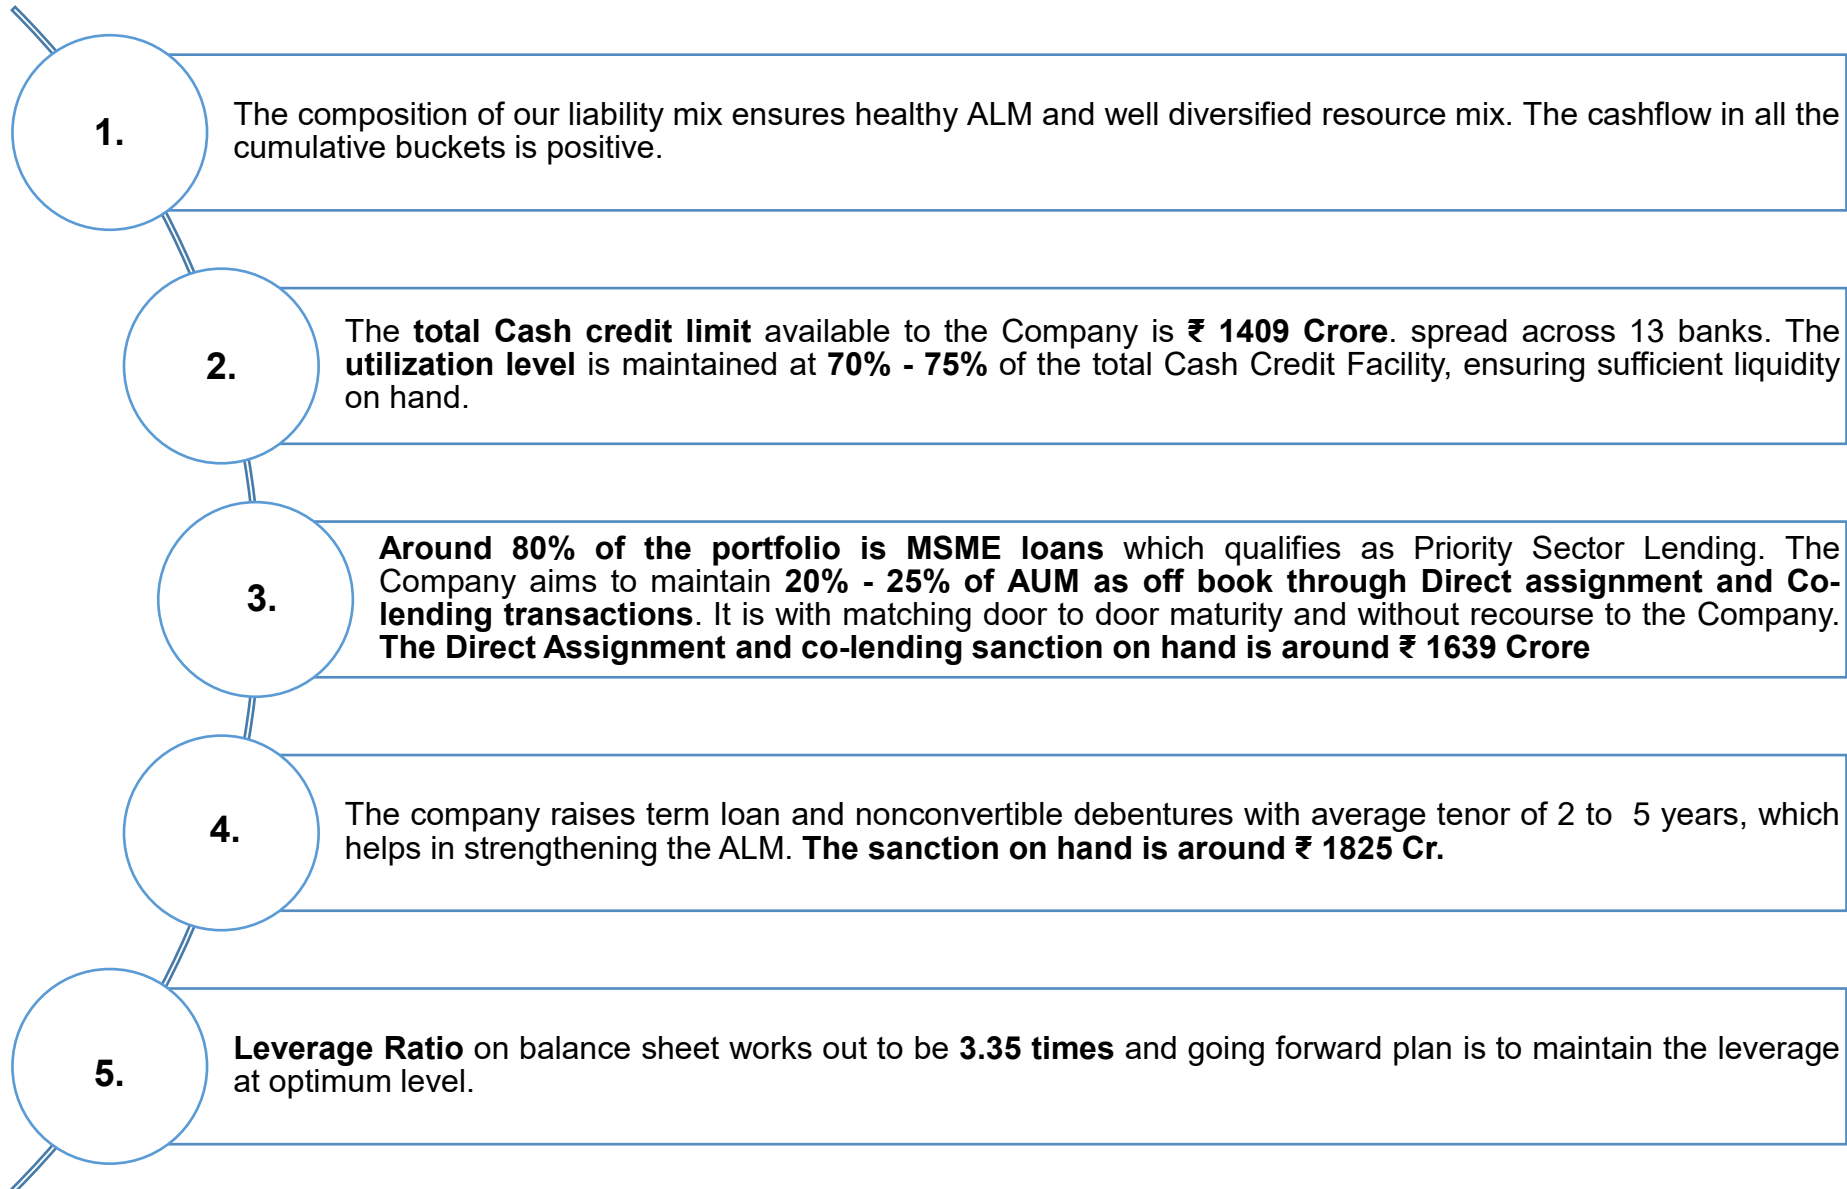 1.
The composition of our liability mix ensures healthy ALM and well diversified resource mix. The cashflow in all the
cumulative buckets is positive.
2.
The total Cash credit limit available to the Company is ₹ 1409 Crore. spread across 13 banks. The
utilization level is maintained at 70% - 75% of the total Cash Credit Facility, ensuring sufficient liquidity
on hand.
3.
Around 80% of the portfolio is MSME loans which qualifies as Priority Sector Lending. The
Company aims to maintain 20% - 25% of AUM as off book through Direct assignment and Co-
lending transactions. It is with matching door to door maturity and without recourse to the Company.
The Direct Assignment and co-lending sanction on hand is around ₹ 1639 Crore
4.
The company raises term loan and nonconvertible debentures with average tenor of 2 to  5 years, which
helps in strengthening the ALM. The sanction on hand is around ₹ 1825 Cr.
5.
Leverage Ratio on balance sheet works out to be 3.35 times and going forward plan is to maintain the leverage
at optimum level.